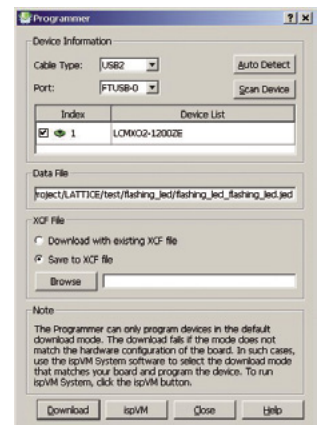 Programmer
Device Information
Cable Type: USB2 Auto Detect
Port: FTUSB-0 Scan Device
Index Device List
1 LCMXO2-1200ZE
Data File
roject/LATTICE/test/flashing_led/flashing_led_flashing_led.jed
XCF File
Download with existing XCF file
Save to XCF file
Browse
Note
The Programmer can only program devices in the default
download mode. The download fails if the mode does not
match the hardware configuration of the board. In such cases,
use the ispVM System software to select the download mode
that matches your board and program the device. To run
ispVM System, click the ispVM button.
Download ispVM Close Help